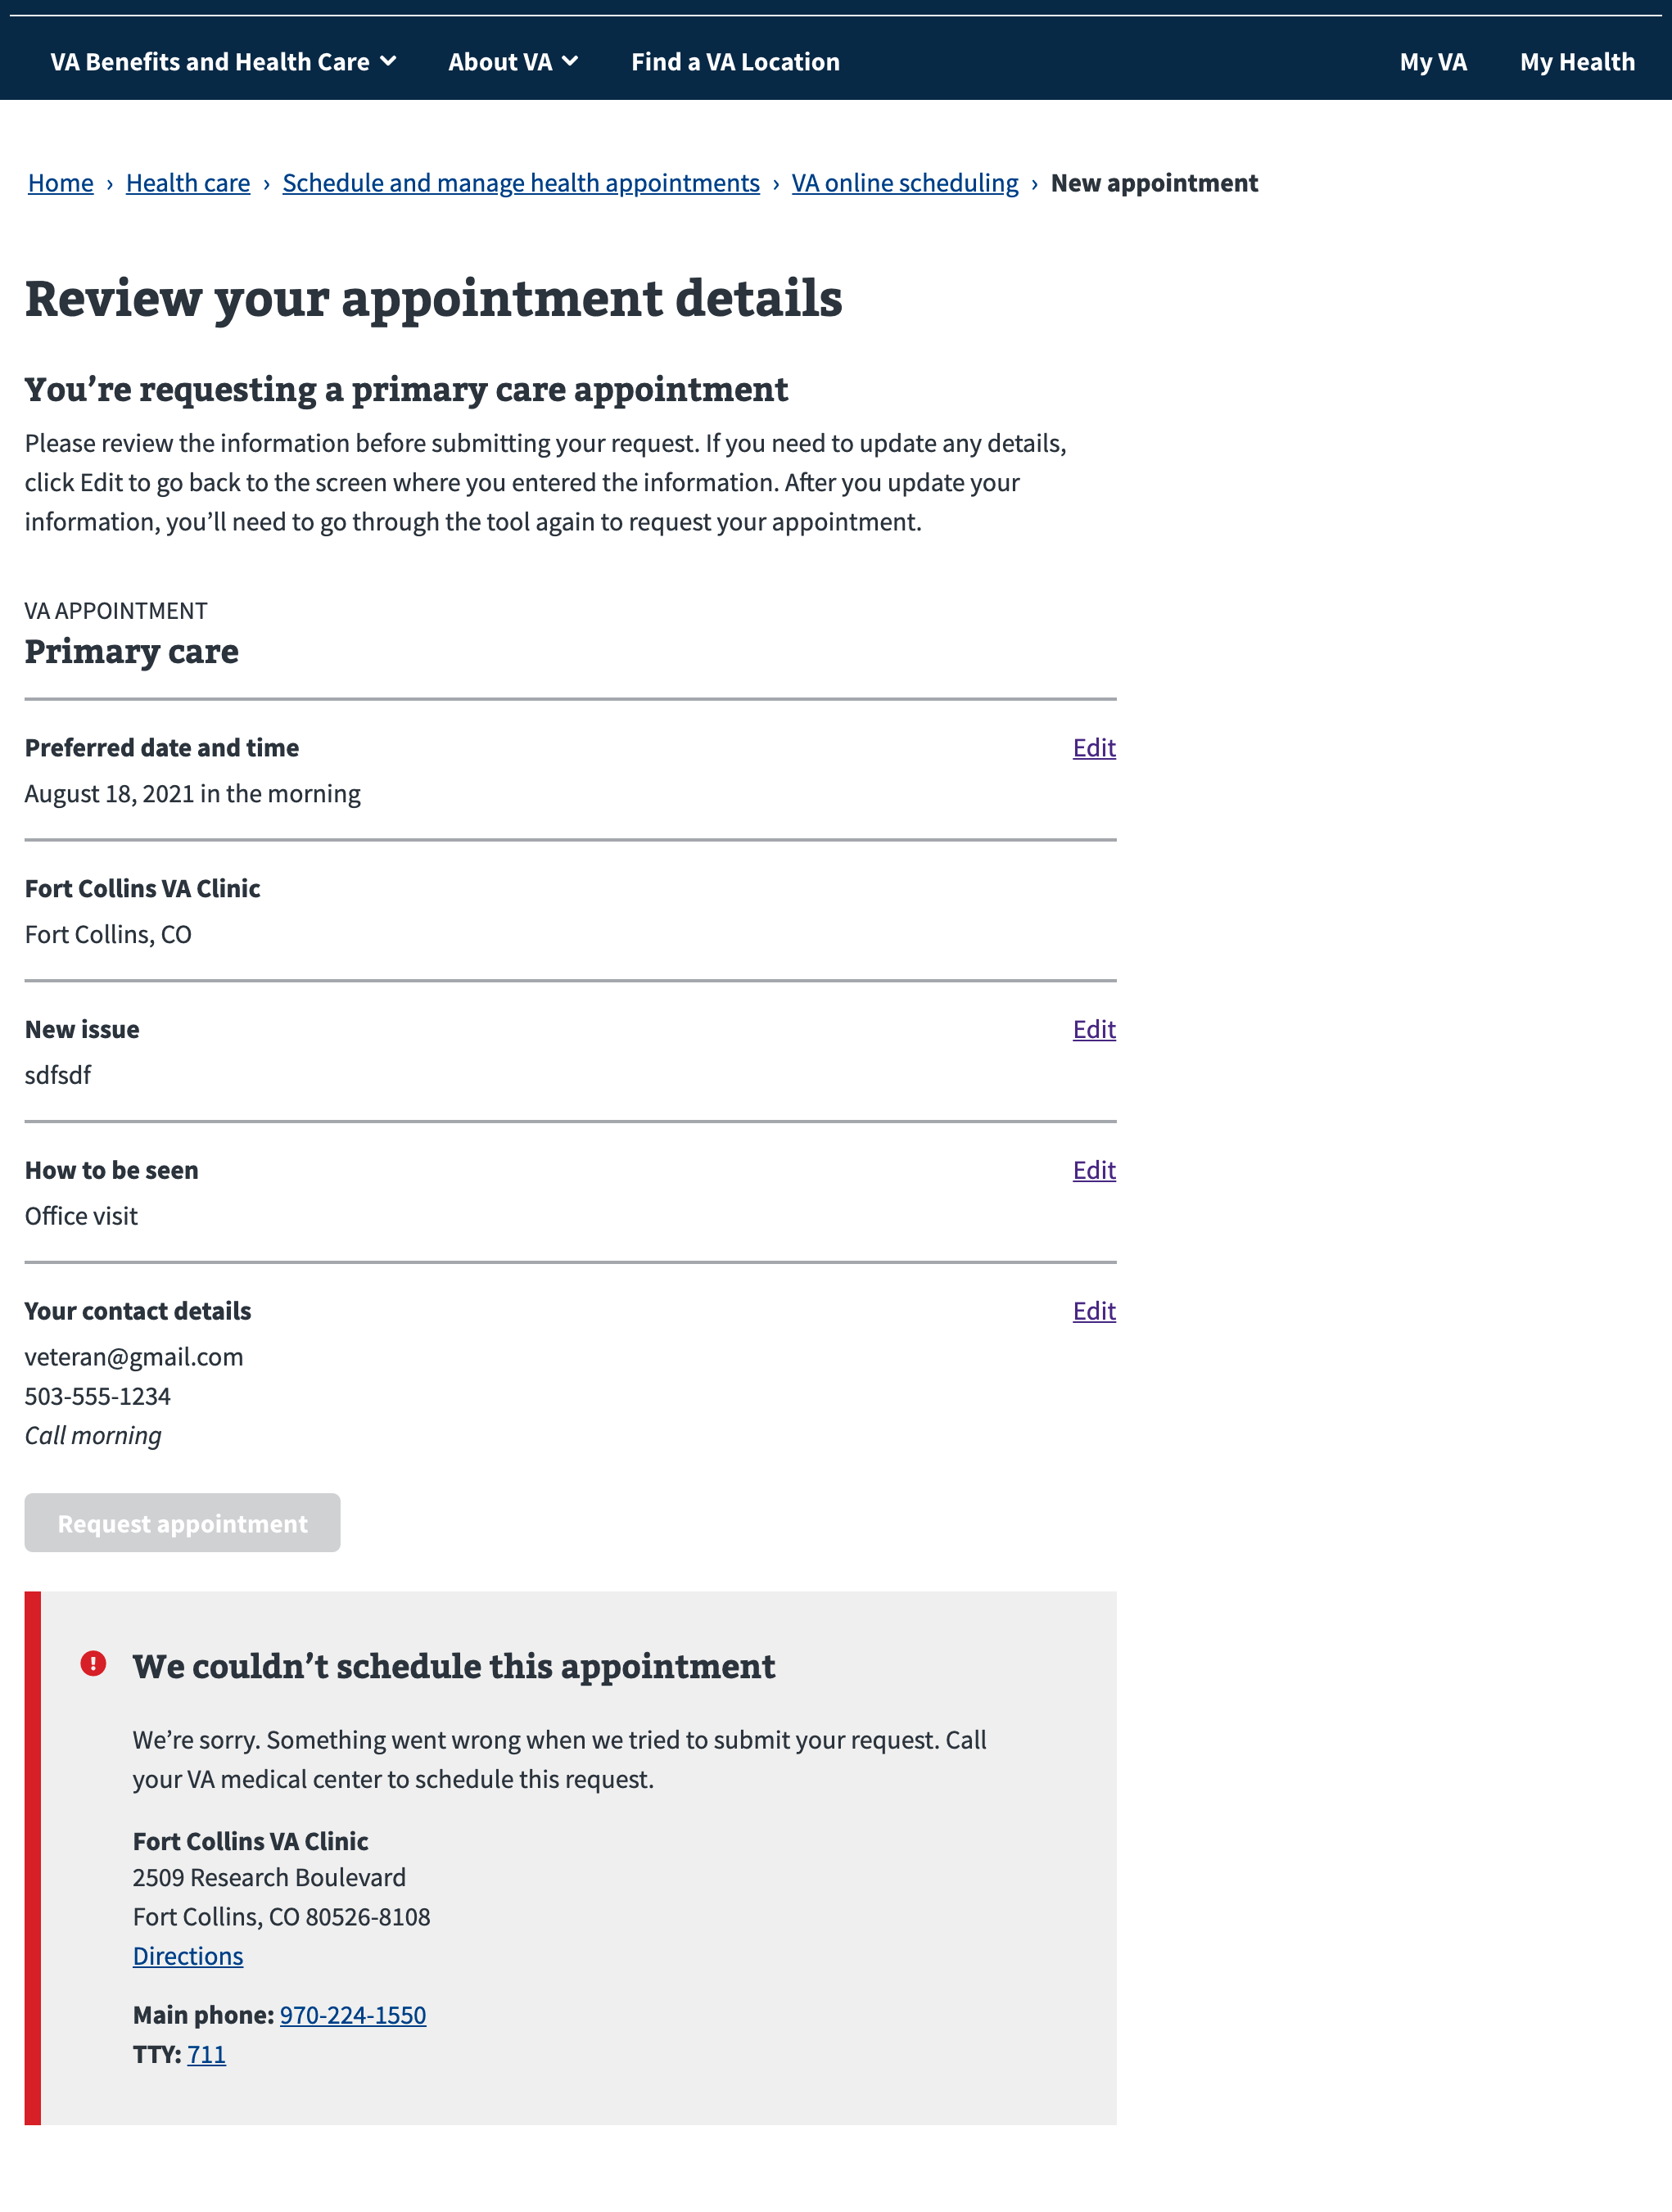 VA Benefits and Health Care About VA Find a VA Location My VA My Health
Home › Health care › Schedule and manage health appointments › VA online scheduling › New appointment
Review your appointment details
You’re requesting a primary care appointment
Please review the information before submitting your request. If you need to update any details,
click Edit to go back to the screen where you entered the information. After you update your
information, you’ll need to go through the tool again to request your appointment.
VA APPOINTMENT
Primary care
Preferred date and time Edit
August 18, 2021 in the morning
Fort Collins VA Clinic
Fort Collins, CO
New issue Edit
sdfsdf
How to be seen Edit
Office visit
Your contact details Edit
veteran@gmail.com
503-555-1234
Call morning
Request appointment
We couldn’t schedule this appointment
We’re sorry. Something went wrong when we tried to submit your request. Call
your VA medical center to schedule this request.
Fort Collins VA Clinic
2509 Research Boulevard
Fort Collins, CO 80526-8108
Directions
Main phone: 970-224-1550
TTY: 711